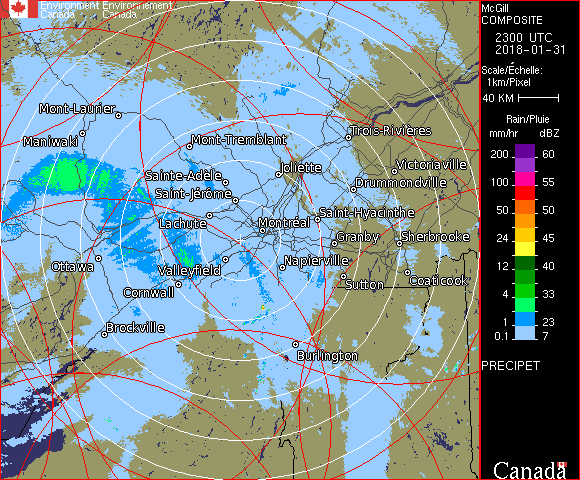 Environment Environnement
Canada Canada
McGill
COMPOSITE
2300 UTC
2018-01-31
Scale/Échelle:
1km/Pixel
40 KM
Rain/Pluie
mm/hr dBZ
200 60
100 55
50 50
24 45
12 40
4 33
1 23
0.1 7
PRECIPET
Canada
Mont-Laurier
Maniwaki
Mont-Tremblant
Trois-Rivières
Joliette
Victoriaville
Sainte-Adèle
Drummondville
Saint-Jérôme
Saint-Hyacinthe
Lachute
Montréal
Granby
Sherbrooke
Ottawa
Valleyfield
Napierville
Cornwall
Sutton
Coaticook
Brockville
Burlington